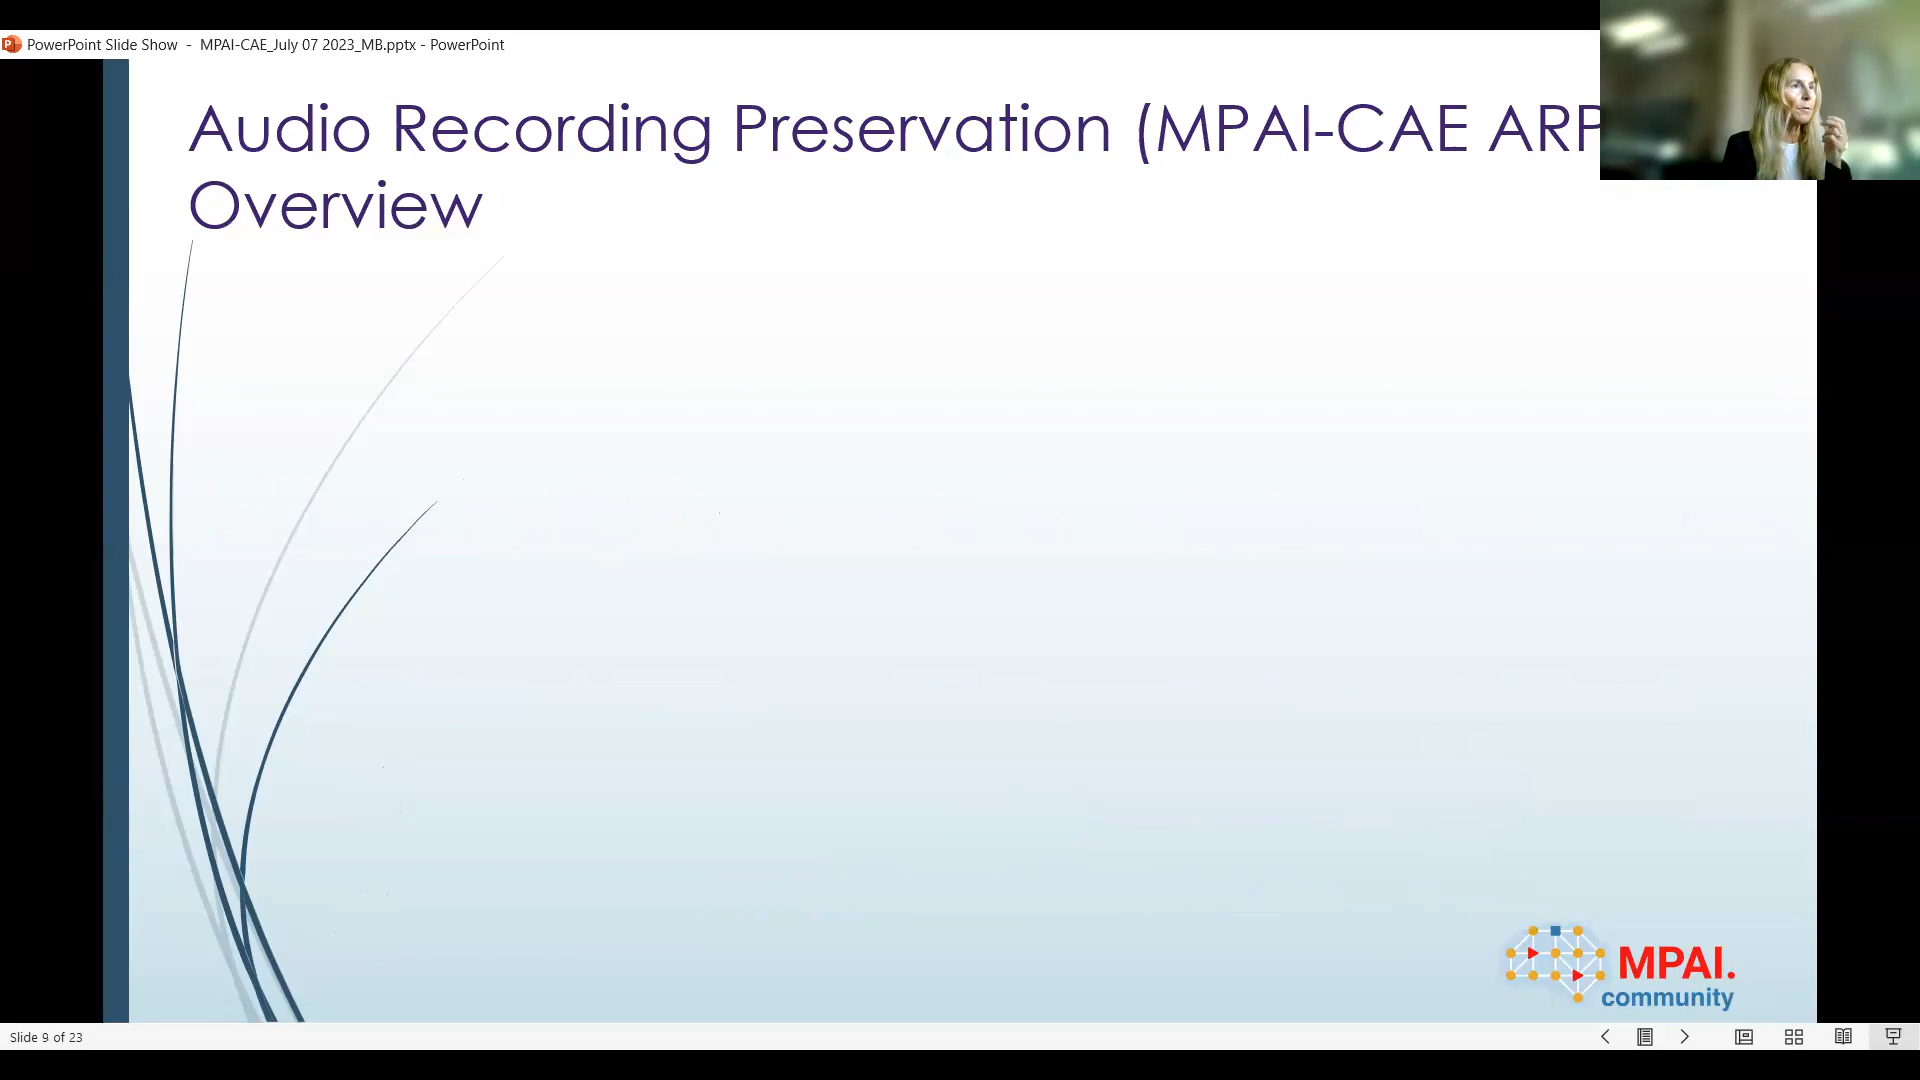 PowerPoint Slide Show - MPAI-CAE_July 07 2023_MB.pptx - PowerPoint
Audio Recording Preservation (MPAI-CAE ARP
Overview
MPAI.
community
Slide 9 of 23